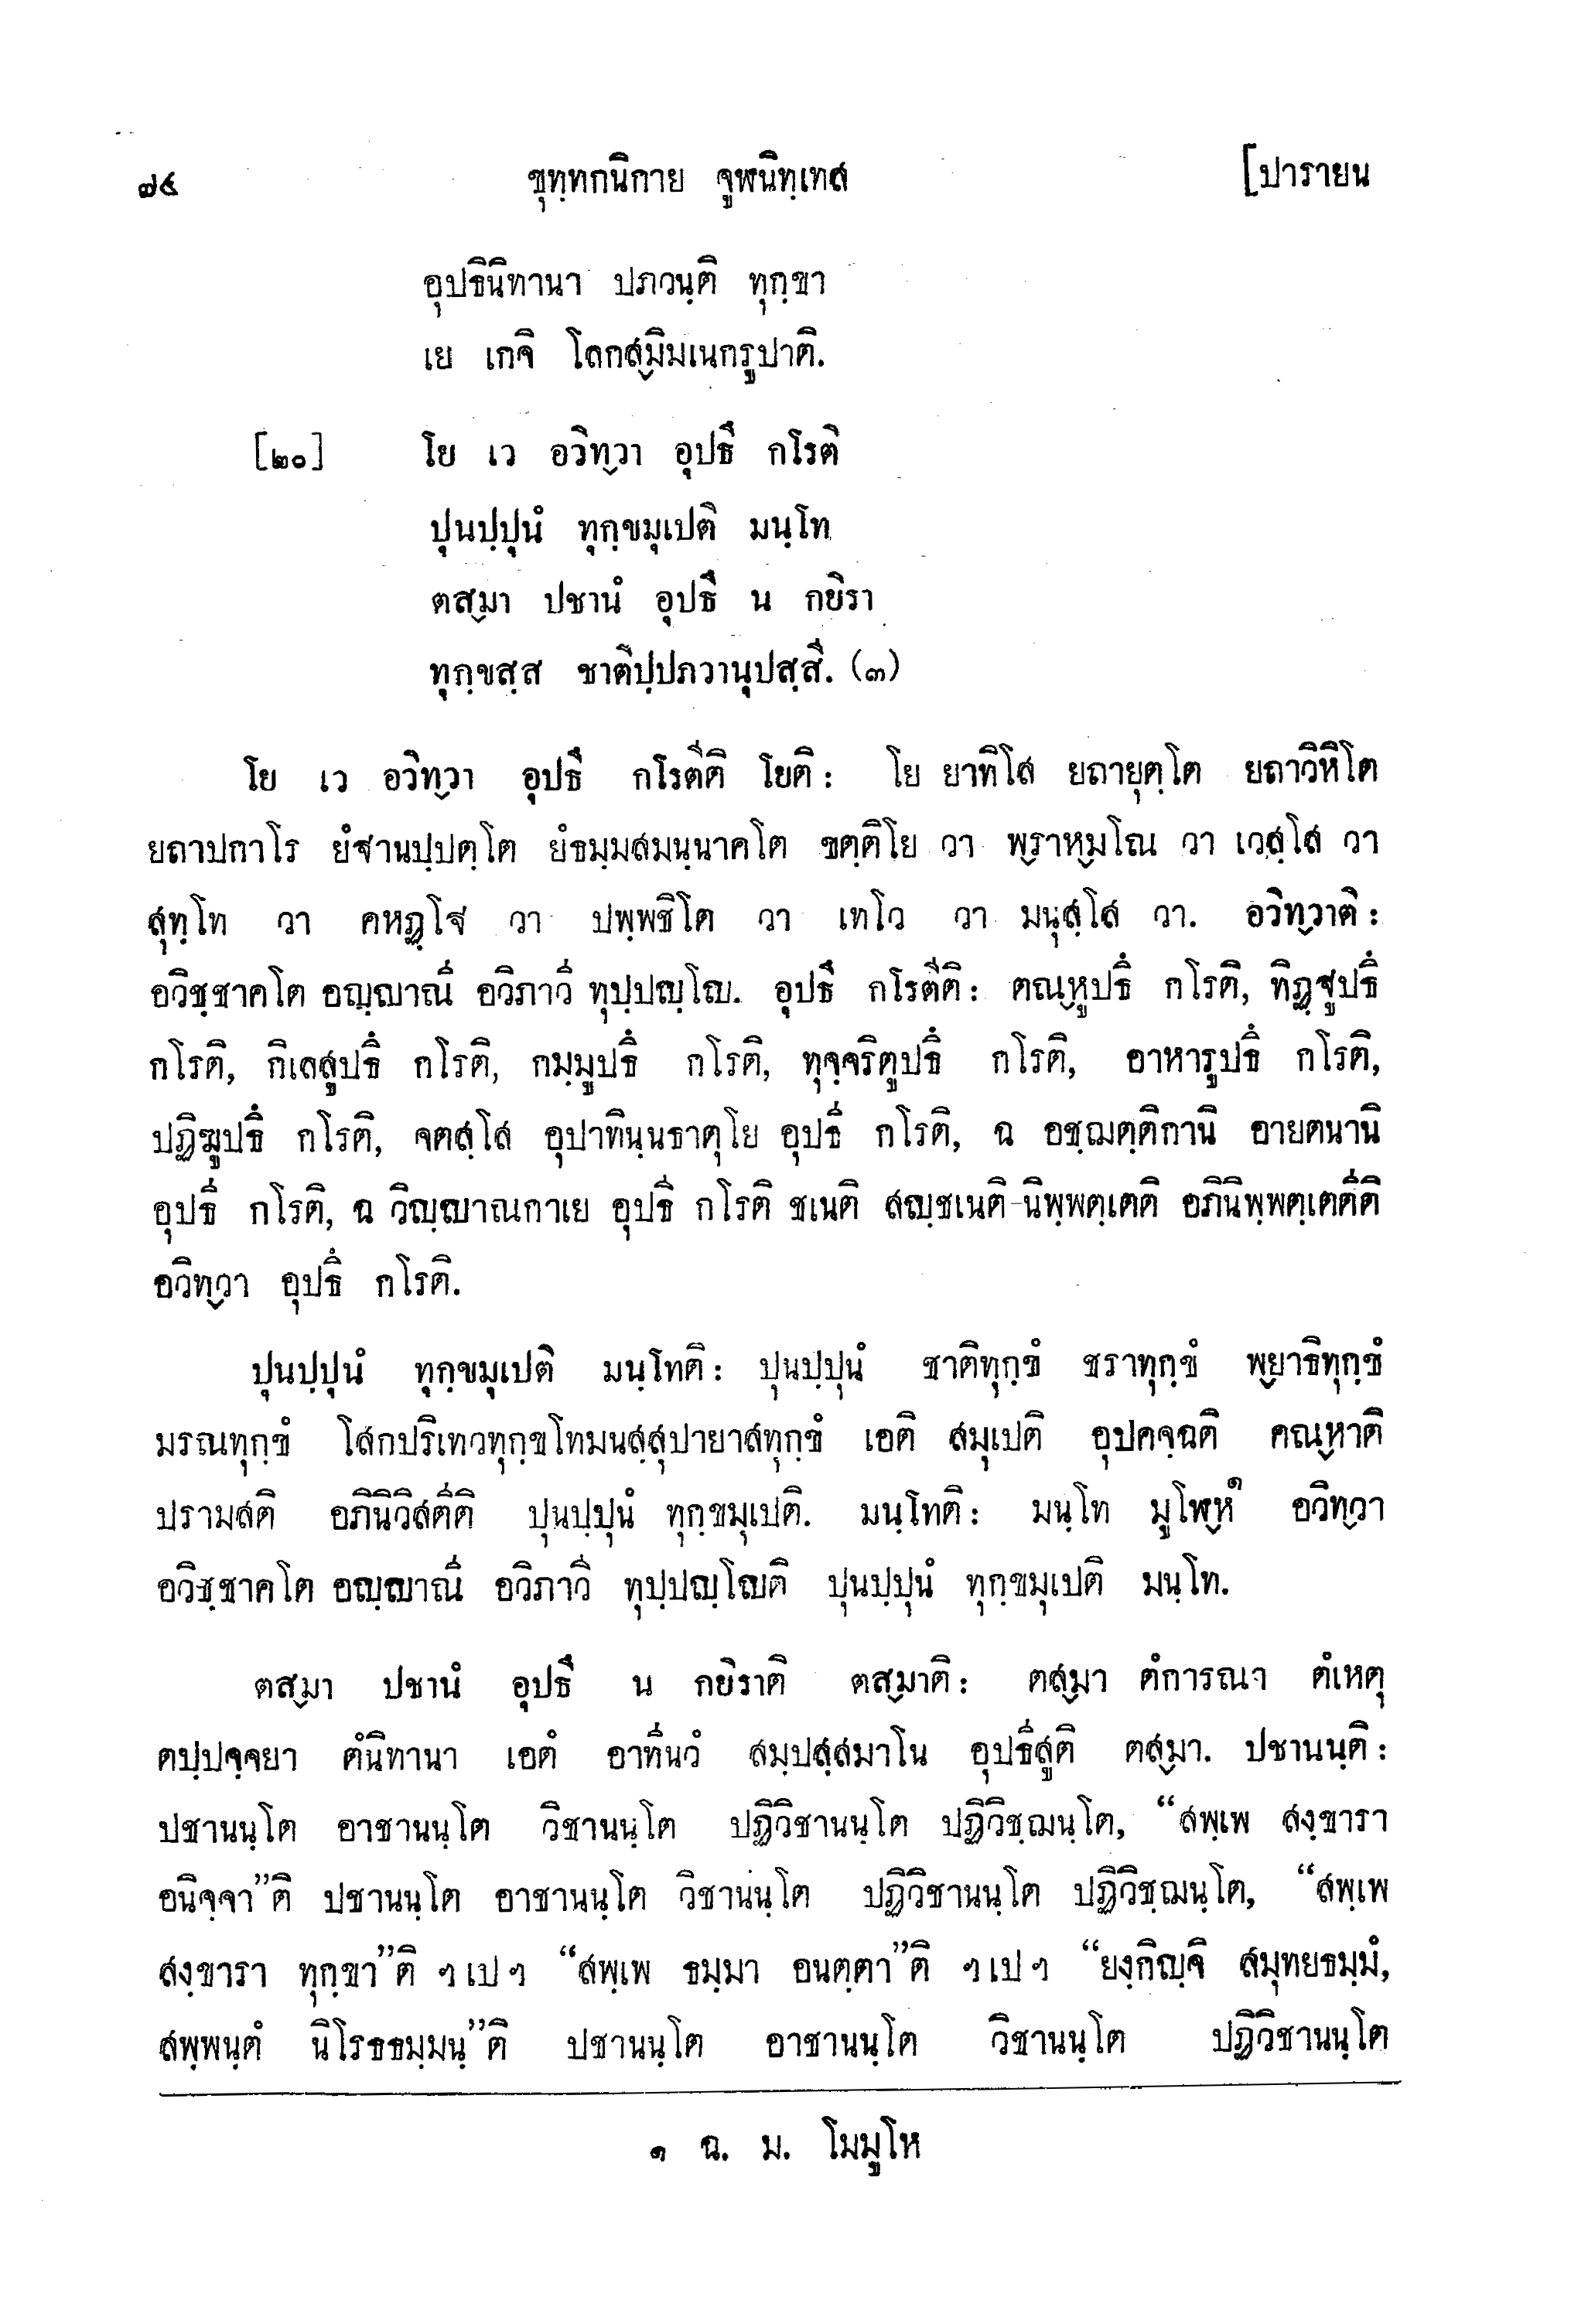 ๗๔ ขุทฺทกนิกาย จูฬนิทฺเทส [ปารายน
อุปธินิทานา ปภวนฺติ ทุกฺขา
เย เกจิ โลกสฺมิมเนกรูปาติ.
[๒๐] โย เว อวิทฺวา อุปธึ กโรติ
ปุนปฺปุนํ ทุกฺขมุเปติ มนฺโท
ตสฺมา ปชานํ อุปธึ น กยิรา
ทุกฺขสฺส ชาติปฺปภวานุปสฺสี. (๓)
โย เว อวิทฺวา อุปธึ กโรตีติ โยติ: โย ยาทิโส ยถายุตฺโต ยถาวิหิโต
ยถาปกาโร ยํฐานปฺปตฺโต ยํธมฺมสมนฺนาคโต ขตฺติโย วา พฺราหฺมโณ วา เวสฺโส วา
สุทฺโท วา คหฏฺโฐ วา ปพฺพชิโต วา เทโว วา มนุสฺโส วา. อวิทฺวาติ:
อวิชฺชาคโต อญฺญาณี อวิภาวี ทุปฺปญฺโญ. อุปธึ กโรตีติ: ตณฺหูปธึ กโรติ, ทิฏฺฐูปธึ
กโรติ, กิเลสูปธึ กโรติ, กมฺมูปธึ กโรติ, ทุจฺจริตูปธึ กโรติ, อาหารูปธึ กโรติ,
ปฏิฆูปธึ กโรติ, จตสฺโส อุปาทินฺนธาตุโย อุปธี กโรติ, ฉ อชฺฌตฺติกานิ อายตนานิ
อุปธี กโรติ, ฉ วิญฺญาณกาเย อุปธี กโรติ ชเนติ สญฺชเนติ นิพฺพตฺเตติ อภินิพฺพตฺเตตีติ
อวิทฺวา อุปธึ กโรติ.
ปุนปฺปุนํ ทุกฺขมุเปติ มนฺโทติ: ปุนปฺปุนํ ชาติทุกฺขํ ชราทุกฺขํ พฺยาธิทุกฺขํ
มรณทุกฺขํ โสกปริเทวทุกฺขโทมนสฺสุปายาสทุกฺขํ เอติ สมุเปติ อุปคจฺฉติ คณฺหาติ
ปรามสติ อภินิวิสตีติ ปุนปฺปุนํ ทุกฺขมุเปติ. มนฺโทติ: มนฺโท มูโฬฺห๑ อวิทฺวา
อวิชฺชาคโต อญฺญาณี อวิภาวี ทุปฺปญฺโญติ ปุนปฺปุนํ ทุกฺขมุเปติ มนฺโท.
ตสฺมา ปชานํ อุปธึ น กยิราติ ตสฺมาติ: ตสฺมา ตํการณา ตํเหตุ
ตปฺปจฺจยา ตํนิทานา เอตํ อาทีนวํ สมฺปสฺสมาโน อุปธีสูติ ตสฺมา. ปชานนฺติ:
ปชานนฺโต อาชานนฺโต วิชานนฺโต ปฏิวิชานนฺโต ปฏิวิชฺฌนฺโต, “สพฺเพ สงฺขารา
อนิจฺจา”ติ ปชานนฺโต อาชานนฺโต วิชานนฺโต ปฏิวิชานนฺโต ปฏิวิชฺฌนฺโต, “สพฺเพ
สงฺขารา ทุกฺขา”ติ ฯเปฯ “สพฺเพ ธมฺมา อนตฺตา”ติ ฯเปฯ “ยงฺกิญฺจิ สมุทยธมฺมํ,
สพฺพนฺตํ นิโรธธมฺมนฺ”ติ ปชานนฺโต อาชานนฺโต วิชานนฺโต ปฏิวิชานนฺโต
๑ ฉ. ม. โมมูโห